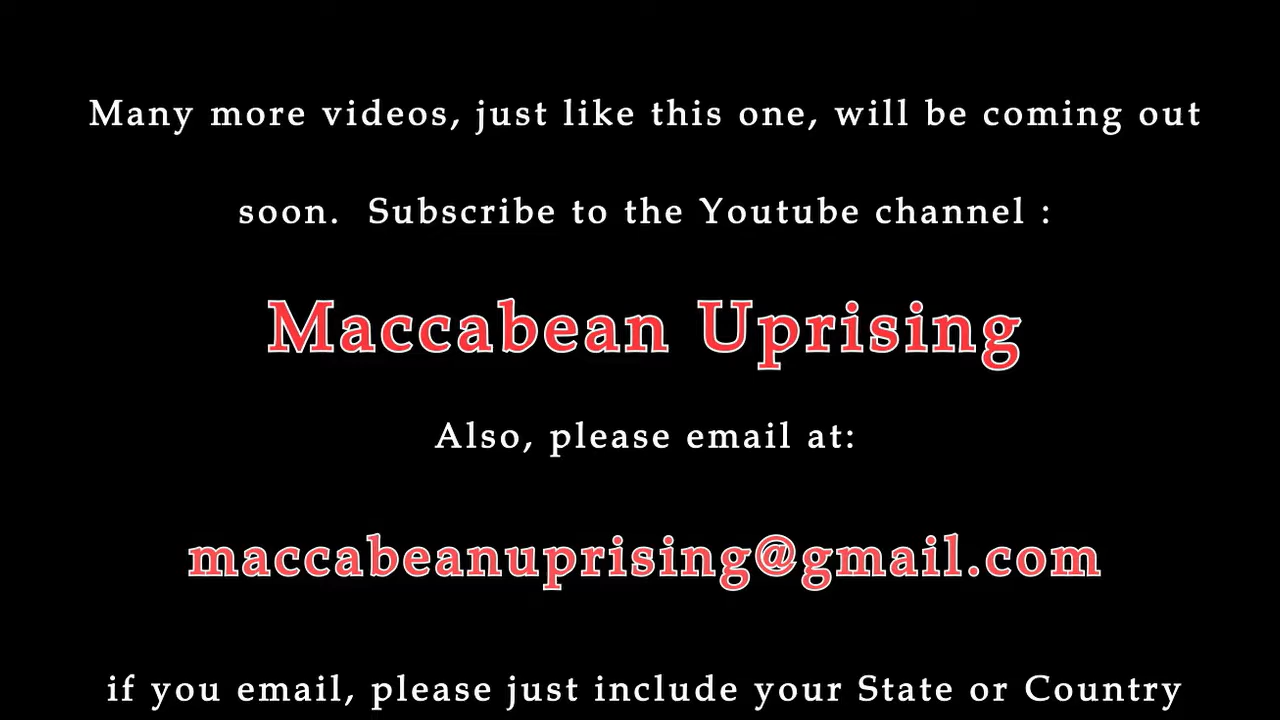 Many more videos, just like this one, will be coming out
soon.  Subscribe to the Youtube channel :
Maccabean Uprising
Also, please email at:
maccabeanuprising@gmail.com
if you email, please just include your State or Country